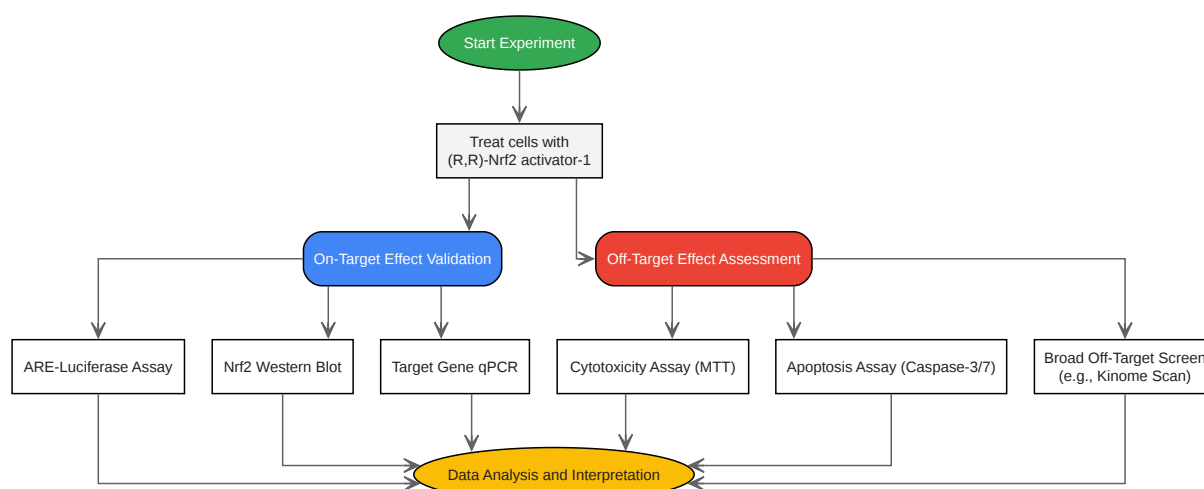 Start Experiment
Treat cells with
(R,R)-Nrf2 activator-1
On-Target Effect Validation
Off-Target Effect Assessment
ARE-Luciferase Assay
Nrf2 Western Blot
Target Gene qPCR
Cytotoxicity Assay (MTT)
Apoptosis Assay (Caspase-3/7)
Broad Off-Target Screen
(e.g., Kinome Scan)
Data Analysis and Interpretation